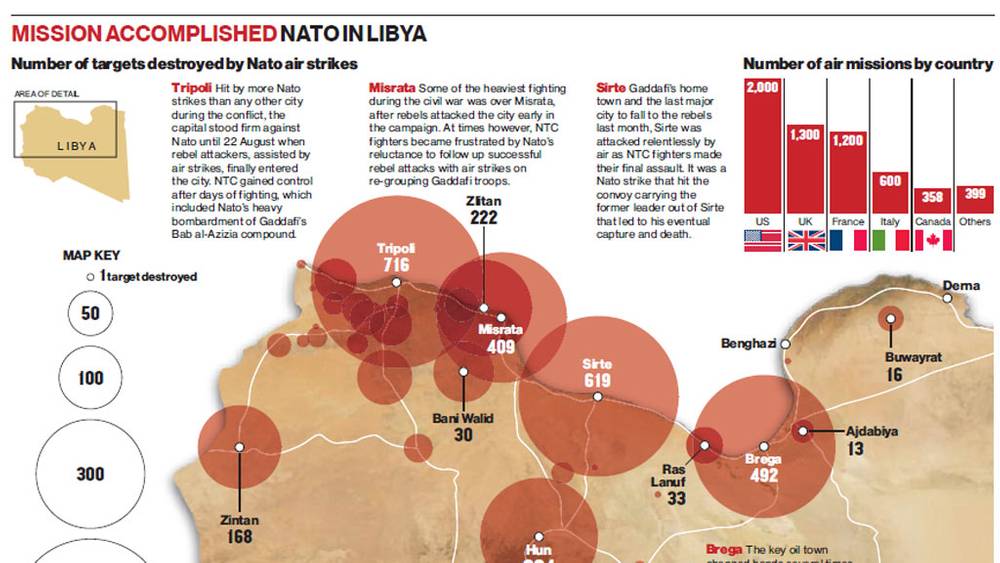 MISSION ACCOMPLISHED NATO IN LIBYA
Number of targets destroyed by Nato air strikes
AREA OF DETAIL
LIBYA
Tripoli Hit by more Nato
strikes than any other city
during the conflict, the
capital stood firm against
Nato until 22 August when
rebel attackers, assisted by
air strikes, finally entered
the city. NTC gained control
after days of fighting, which
included Nato's heavy
bombardment of Gaddafi's
Bab al-Azizia compound.
Misrata Some of the heaviest fighting
during the civil war was over Misrata,
after rebels attacked the city early in
the campaign. At times however, NTC
fighters became frustrated by Nato's
reluctance to follow up successful
rebel attacks with air strikes on
re-grouping Gaddafi troops.
Sirte Gaddafi's home
town and the last major
city to fall to the rebels
last month, Sirte was
attacked relentlessly by
air as NTC fighters made
their final assault. It was a
Nato strike that hit the
convoy carrying the
former leader out of Sirte
that led to his eventual
capture and death.
Number of air missions by country
2,000
1,300
1,200
600
358
399
US
UK
France
Italy
Canada
Others
MAP KEY
1 target destroyed
50
100
300
Zlitan
222
Tripoli
716
Misrata
409
Sirte
619
Bani Walid
30
Zintan
168
Hun
Ras
Lanuf
33
Brega
492
Ajdabiya
13
Benghazi
Derna
Buwayrat
16
Brega The key oil town